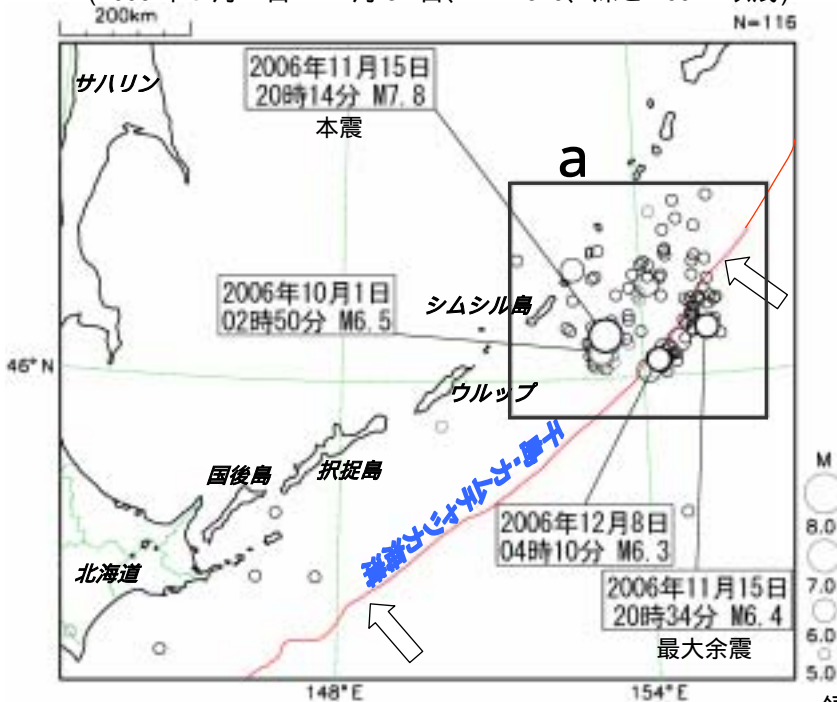 200km
N=116
サハリン
2006年11月15日
20時14分 M7.8
本震
a
2006年10月1日
02時50分 M6.5
シムシル島
46°N
ウルップ
千島・カムチャッカ海溝
国後島
択捉島
北海道
2006年12月8日
04時10分 M6.3
2006年11月15日
20時34分 M6.4
最大余震
M
8.0
7.0
6.0
5.0
148°E
154°E